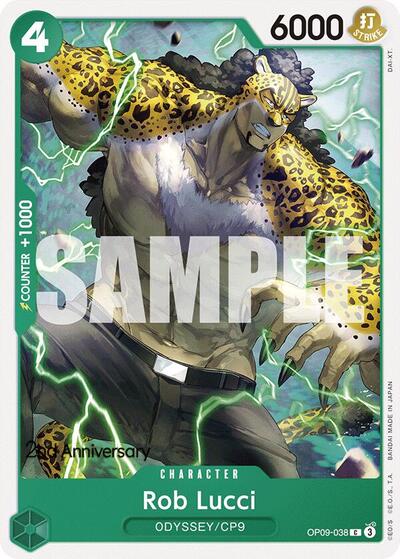 4
6000
打
STRIKE
DAI-XT.
COUNTER +1000
SAMPLE
2nd Anniversary
CHARACTER
Rob Lucci
ODYSSEY/CP9
OP09-038 C 3
©E.O./S. ©E.O.S., T.A. BANDAI MADE IN JAPAN